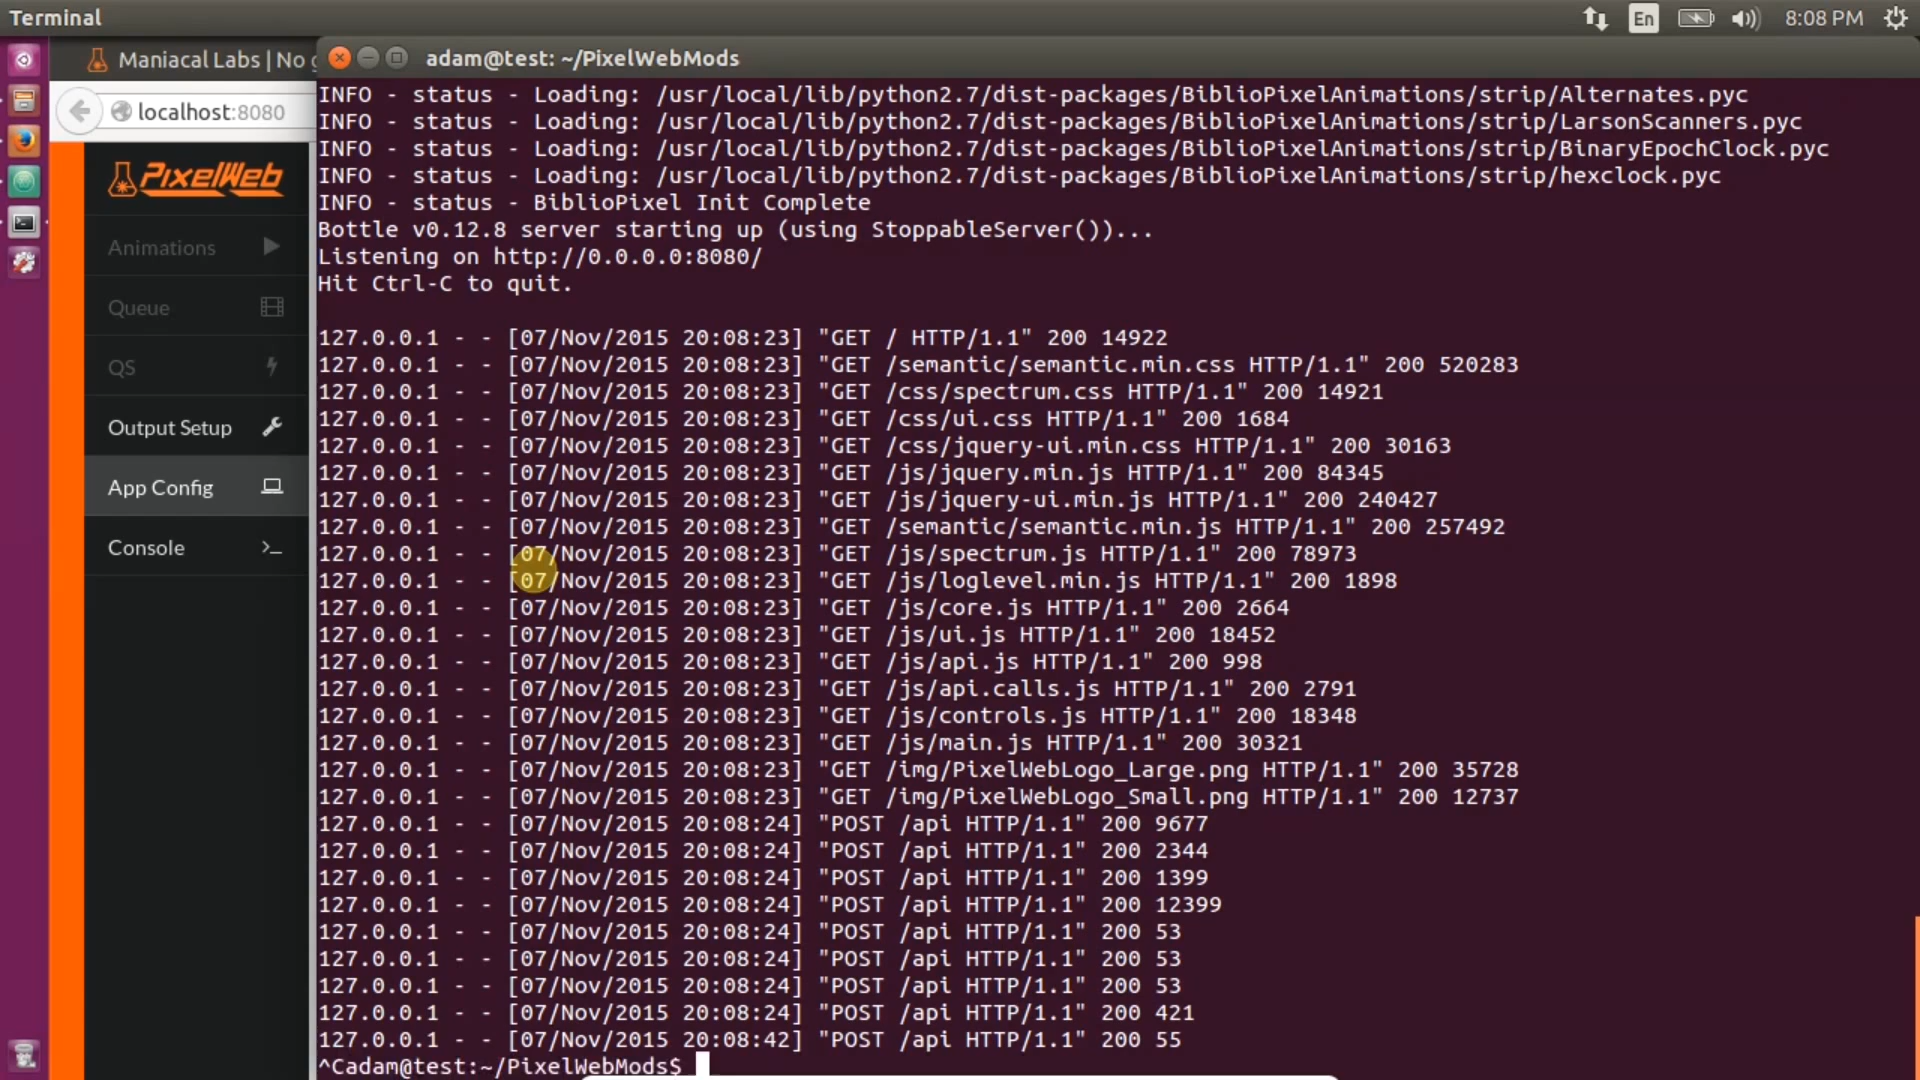 Terminal
En
8:08 PM
Maniacal Labs | No g
adam@test: ~/PixelWebMods
localhost:8080
PixelWeb
Animations
Queue
QS
Output Setup
App Config
Console
INFO - status - Loading: /usr/local/lib/python2.7/dist-packages/BiblioPixelAnimations/strip/Alternates.pyc
INFO - status - Loading: /usr/local/lib/python2.7/dist-packages/BiblioPixelAnimations/strip/LarsonScanners.pyc
INFO - status - Loading: /usr/local/lib/python2.7/dist-packages/BiblioPixelAnimations/strip/BinaryEpochClock.pyc
INFO - status - Loading: /usr/local/lib/python2.7/dist-packages/BiblioPixelAnimations/strip/hexclock.pyc
INFO - status - BiblioPixel Init Complete
Bottle v0.12.8 server starting up (using StoppableServer())...
Listening on http://0.0.0.0:8080/
Hit Ctrl-C to quit.
127.0.0.1 - - [07/Nov/2015 20:08:23] "GET / HTTP/1.1" 200 14922
127.0.0.1 - - [07/Nov/2015 20:08:23] "GET /semantic/semantic.min.css HTTP/1.1" 200 520283
127.0.0.1 - - [07/Nov/2015 20:08:23] "GET /css/spectrum.css HTTP/1.1" 200 14921
127.0.0.1 - - [07/Nov/2015 20:08:23] "GET /css/ui.css HTTP/1.1" 200 1684
127.0.0.1 - - [07/Nov/2015 20:08:23] "GET /css/jquery-ui.min.css HTTP/1.1" 200 30163
127.0.0.1 - - [07/Nov/2015 20:08:23] "GET /js/jquery.min.js HTTP/1.1" 200 84345
127.0.0.1 - - [07/Nov/2015 20:08:23] "GET /js/jquery-ui.min.js HTTP/1.1" 200 240427
127.0.0.1 - - [07/Nov/2015 20:08:23] "GET /semantic/semantic.min.js HTTP/1.1" 200 257492
127.0.0.1 - - [07/Nov/2015 20:08:23] "GET /js/spectrum.js HTTP/1.1" 200 78973
127.0.0.1 - - [07/Nov/2015 20:08:23] "GET /js/loglevel.min.js HTTP/1.1" 200 1898
127.0.0.1 - - [07/Nov/2015 20:08:23] "GET /js/core.js HTTP/1.1" 200 2664
127.0.0.1 - - [07/Nov/2015 20:08:23] "GET /js/ui.js HTTP/1.1" 200 18452
127.0.0.1 - - [07/Nov/2015 20:08:23] "GET /js/api.js HTTP/1.1" 200 998
127.0.0.1 - - [07/Nov/2015 20:08:23] "GET /js/api.calls.js HTTP/1.1" 200 2791
127.0.0.1 - - [07/Nov/2015 20:08:23] "GET /js/controls.js HTTP/1.1" 200 18348
127.0.0.1 - - [07/Nov/2015 20:08:23] "GET /js/main.js HTTP/1.1" 200 30321
127.0.0.1 - - [07/Nov/2015 20:08:23] "GET /img/PixelWebLogo_Large.png HTTP/1.1" 200 35728
127.0.0.1 - - [07/Nov/2015 20:08:23] "GET /img/PixelWebLogo_Small.png HTTP/1.1" 200 12737
127.0.0.1 - - [07/Nov/2015 20:08:24] "POST /api HTTP/1.1" 200 9677
127.0.0.1 - - [07/Nov/2015 20:08:24] "POST /api HTTP/1.1" 200 2344
127.0.0.1 - - [07/Nov/2015 20:08:24] "POST /api HTTP/1.1" 200 1399
127.0.0.1 - - [07/Nov/2015 20:08:24] "POST /api HTTP/1.1" 200 12399
127.0.0.1 - - [07/Nov/2015 20:08:24] "POST /api HTTP/1.1" 200 53
127.0.0.1 - - [07/Nov/2015 20:08:24] "POST /api HTTP/1.1" 200 53
127.0.0.1 - - [07/Nov/2015 20:08:24] "POST /api HTTP/1.1" 200 53
127.0.0.1 - - [07/Nov/2015 20:08:24] "POST /api HTTP/1.1" 200 421
127.0.0.1 - - [07/Nov/2015 20:08:42] "POST /api HTTP/1.1" 200 55
^Cadam@test:~/PixelWebMods$